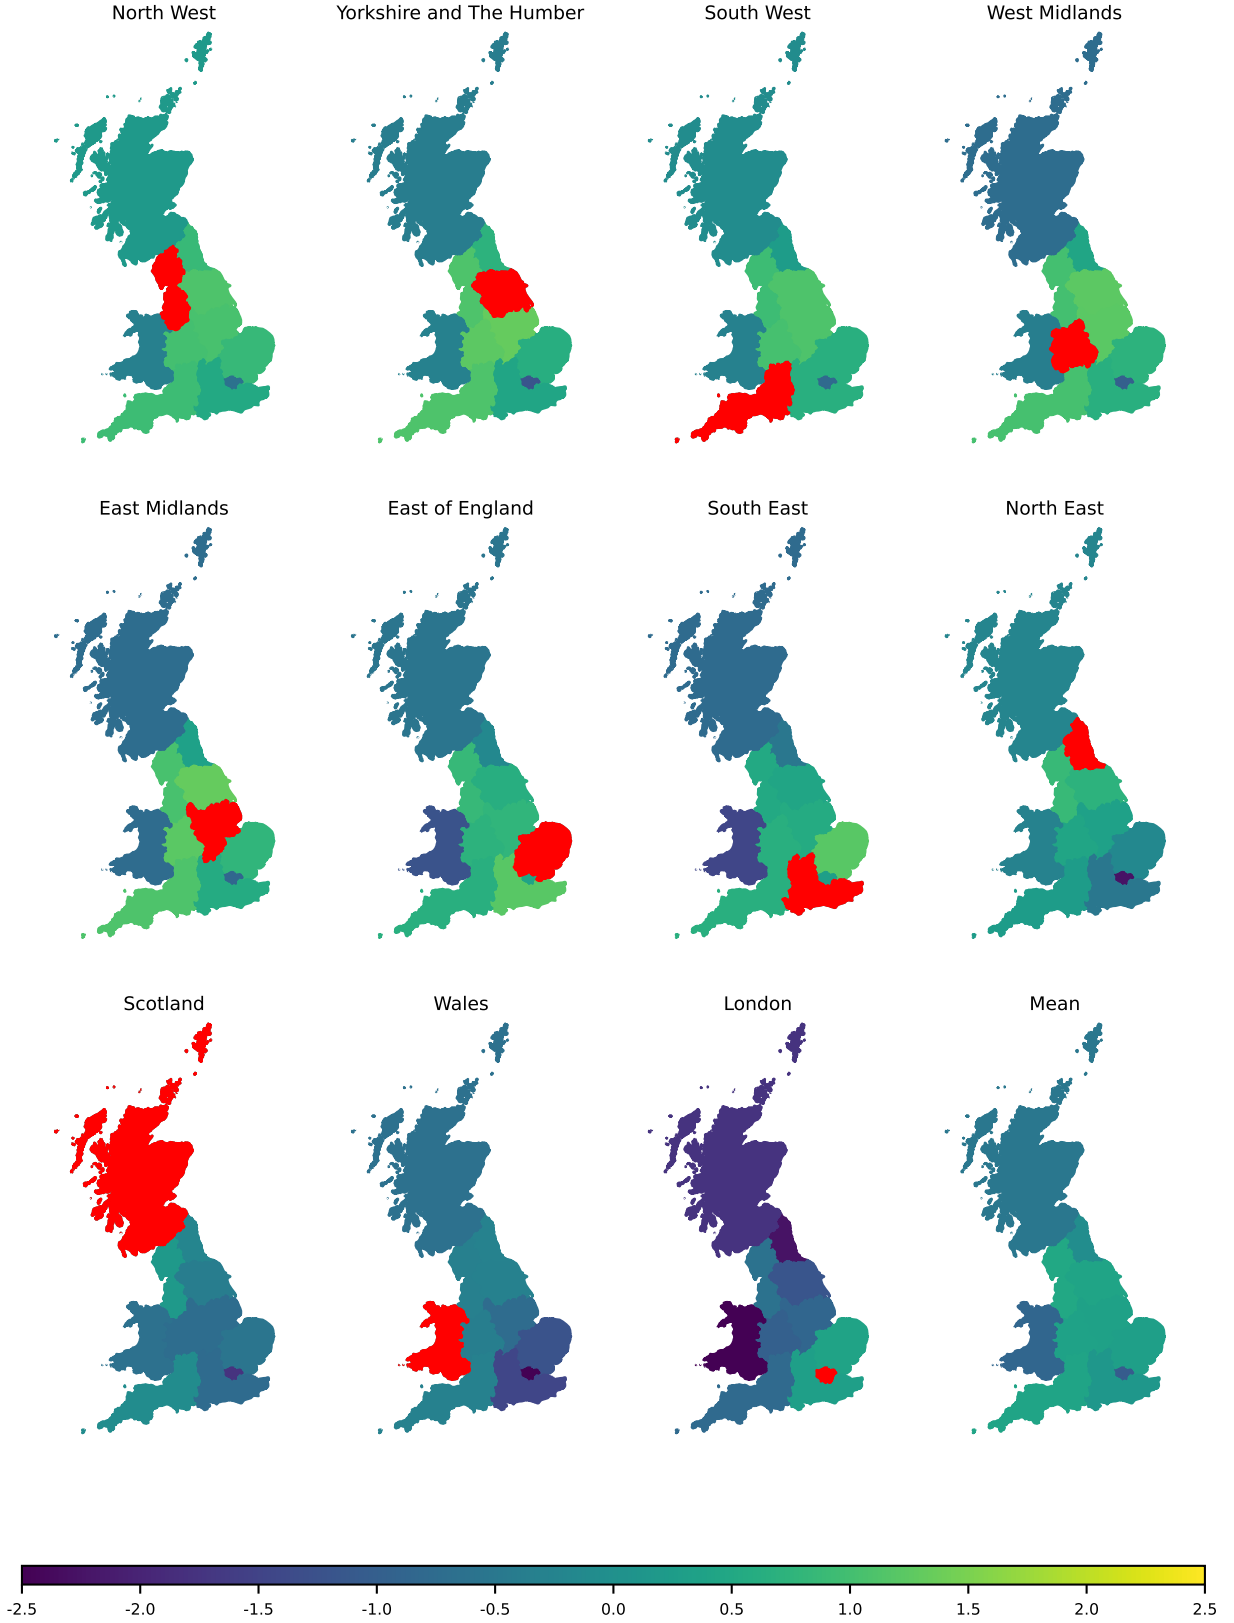 North West Yorkshire and The Humber South West West Midlands
East Midlands East of England South East North East
Scotland Wales London Mean
-2.5 -2.0 -1.5 -1.0 -0.5 0.0 0.5 1.0 1.5 2.0 2.5